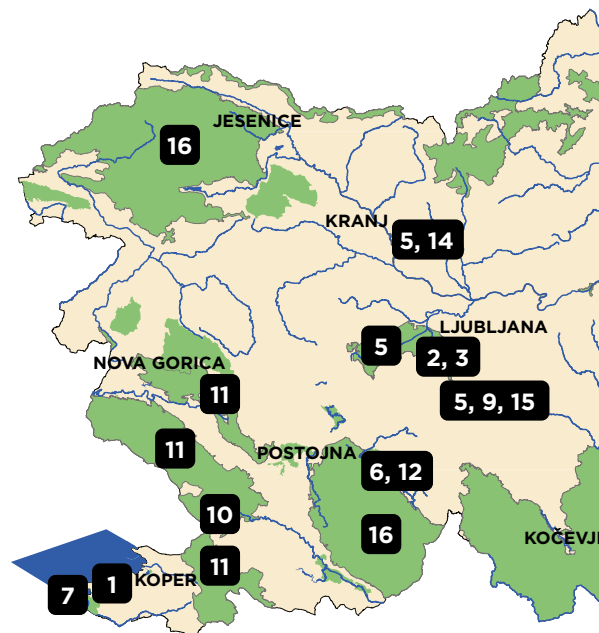 JESENICE
16
KRANJ
5, 14
LJUBLJANA
5
2, 3
NOVA GORICA
11
5, 9, 15
11
POSTOJNA
6, 12
10
16
KOČEVJ
11
1
KOPER
7